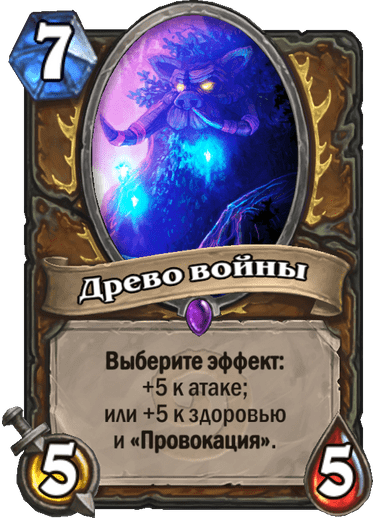 7
Древо войны
Выберите эффект:
+5 к атаке;
или +5 к здоровью
и «Провокация».
5
5